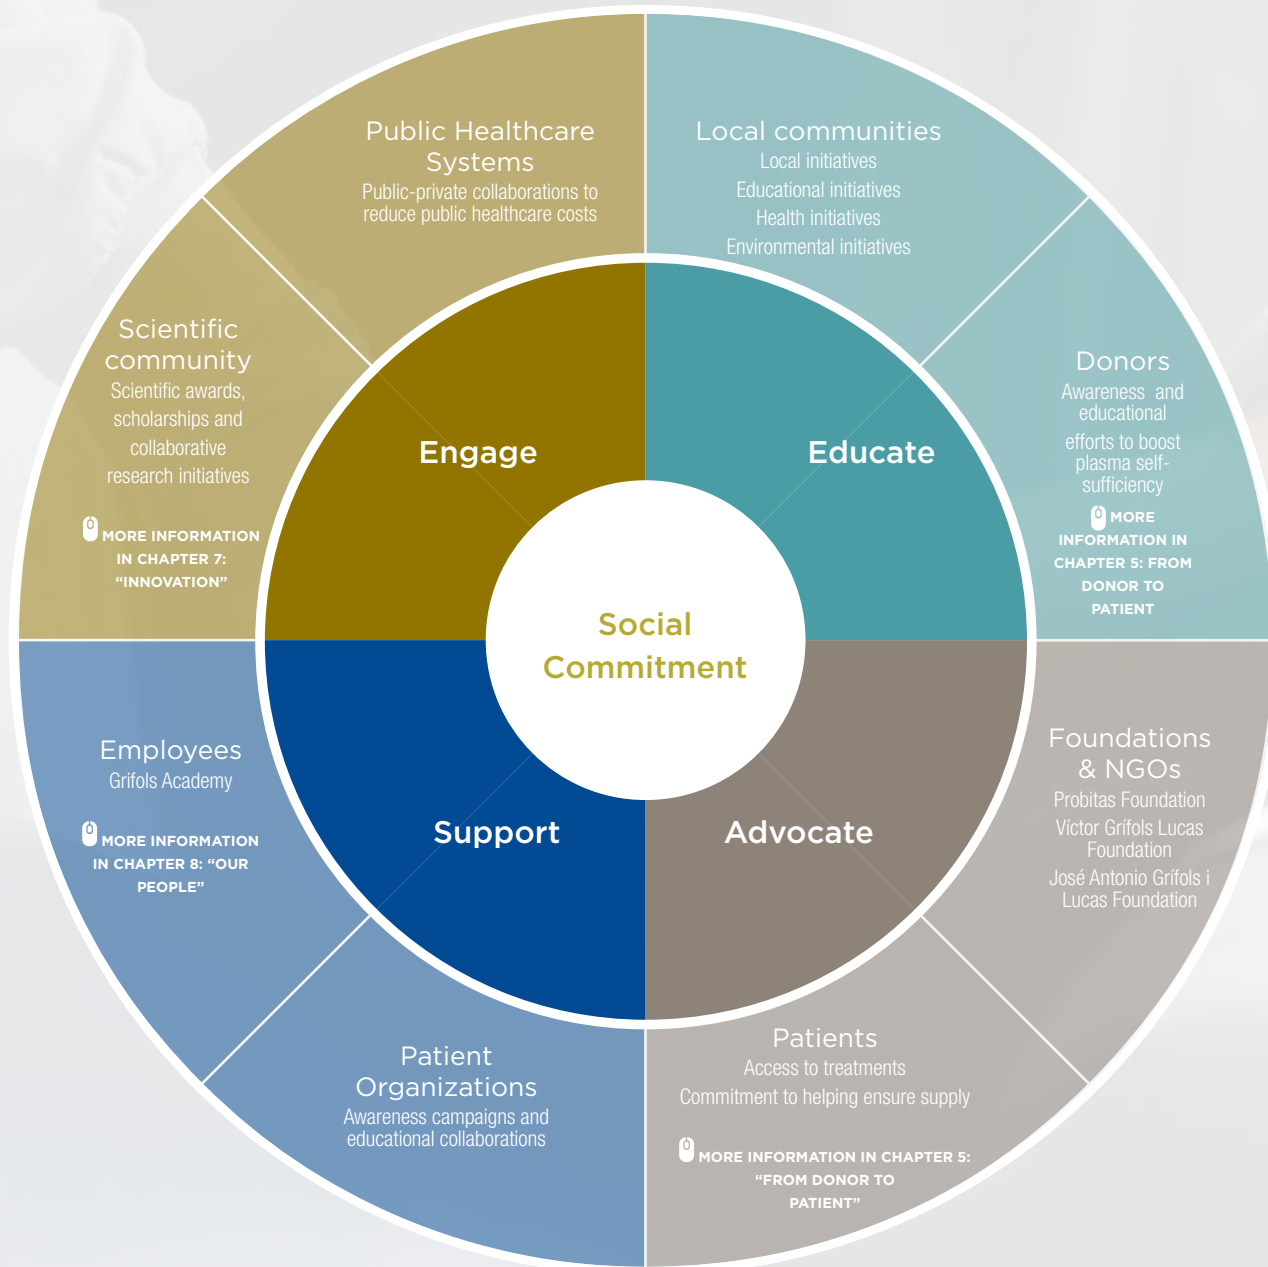 Public Healthcare
Systems
Public-private collaborations to
reduce public healthcare costs
Local communities
Local initiatives
Educational initiatives
Health initiatives
Environmental initiatives
Scientific
community
Scientific awards,
scholarships and
collaborative
research initiatives
MORE INFORMATION
IN CHAPTER 7:
“INNOVATION”
Donors
Awareness and
educational
efforts to boost
plasma self-
sufficiency
MORE
INFORMATION IN
CHAPTER 5: FROM
DONOR TO
PATIENT
Engage
Educate
Social
Commitment
Support
Advocate
Employees
Grifols Academy
MORE INFORMATION
IN CHAPTER 8: “OUR
PEOPLE”
Foundations
& NGOs
Probitas Foundation
Víctor Grífols Lucas
Foundation
José Antonio Grífols i
Lucas Foundation
Patient
Organizations
Awareness campaigns and
educational collaborations
Patients
Access to treatments
Commitment to helping ensure supply
MORE INFORMATION IN CHAPTER 5:
“FROM DONOR TO
PATIENT”